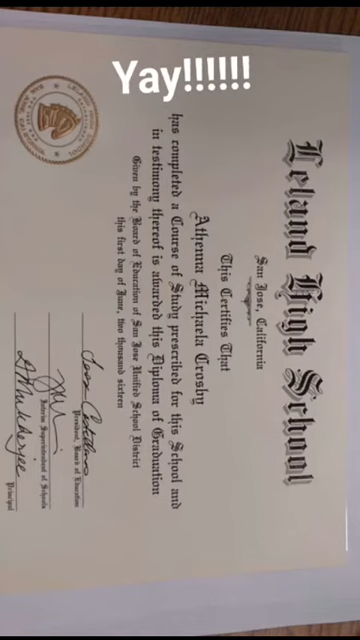 Yay!!!!!!
Leland High School
San Jose, California
This Certifies That
Athenna Michaela Crosby
has completed a Course of Study prescribed for this School and
in testimony thereof is awarded this Diploma of Graduation
Given by the Board of Education of San Jose Unified School District
this first day of June, two thousand sixteen
President, Board of Education
Interim Superintendent of Schools
Principal